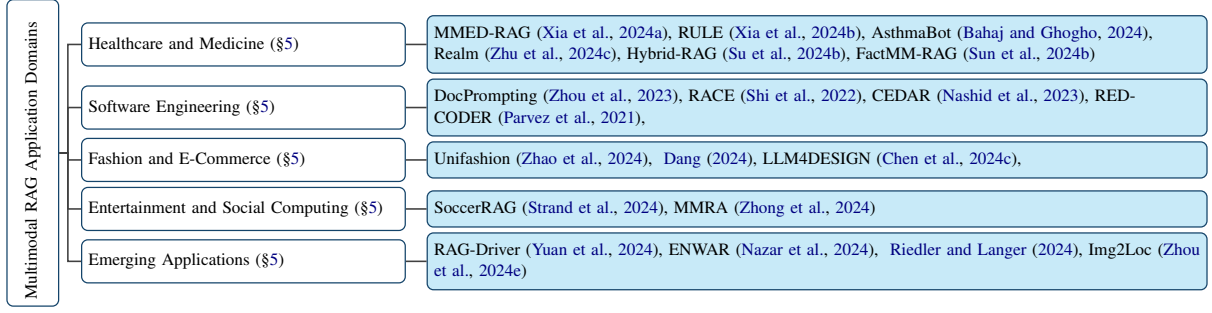 Multimodal RAG Application Domains
Healthcare and Medicine (§5)
MMED-RAG (Xia et al., 2024a), RULE (Xia et al., 2024b), AsthmaBot (Bahaj and Ghogho, 2024),
Realm (Zhu et al., 2024c), Hybrid-RAG (Su et al., 2024b), FactMM-RAG (Sun et al., 2024b)
Software Engineering (§5)
DocPrompting (Zhou et al., 2023), RACE (Shi et al., 2022), CEDAR (Nashid et al., 2023), RED-
CODER (Parvez et al., 2021),
Fashion and E-Commerce (§5)
Unifashion (Zhao et al., 2024), Dang (2024), LLM4DESIGN (Chen et al., 2024c),
Entertainment and Social Computing (§5)
SoccerRAG (Strand et al., 2024), MMRA (Zhong et al., 2024)
Emerging Applications (§5)
RAG-Driver (Yuan et al., 2024), ENWAR (Nazar et al., 2024), Riedler and Langer (2024), Img2Loc (Zhou
et al., 2024e)